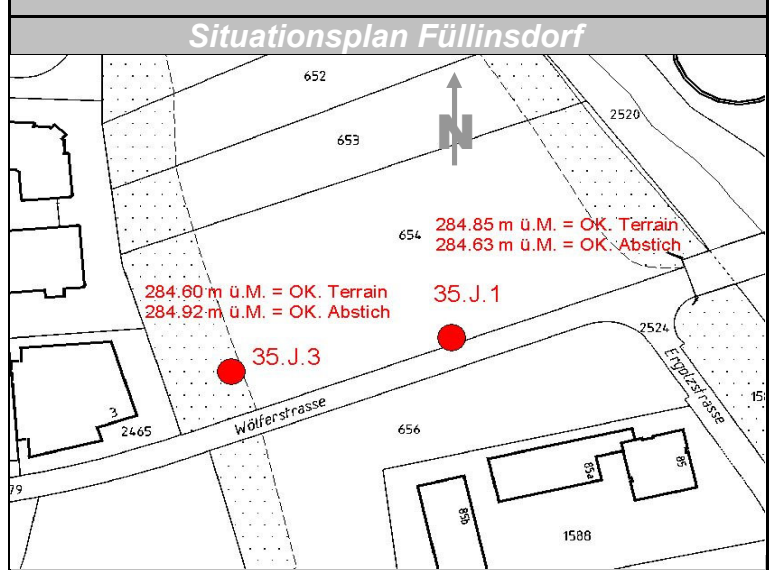 Situationsplan Füllinsdorf
652
2520
N
653
654
284.85 m ü.M. = OK. Terrain
284.63 m ü.M. = OK. Abstich
284.60 m ü.M. = OK. Terrain
284.92 m ü.M. = OK. Abstich
35.J.1
35.J.3
2524
Ergolzstrasse
3
2465
Wölferstrasse
656
85a
85
79
85b
1588